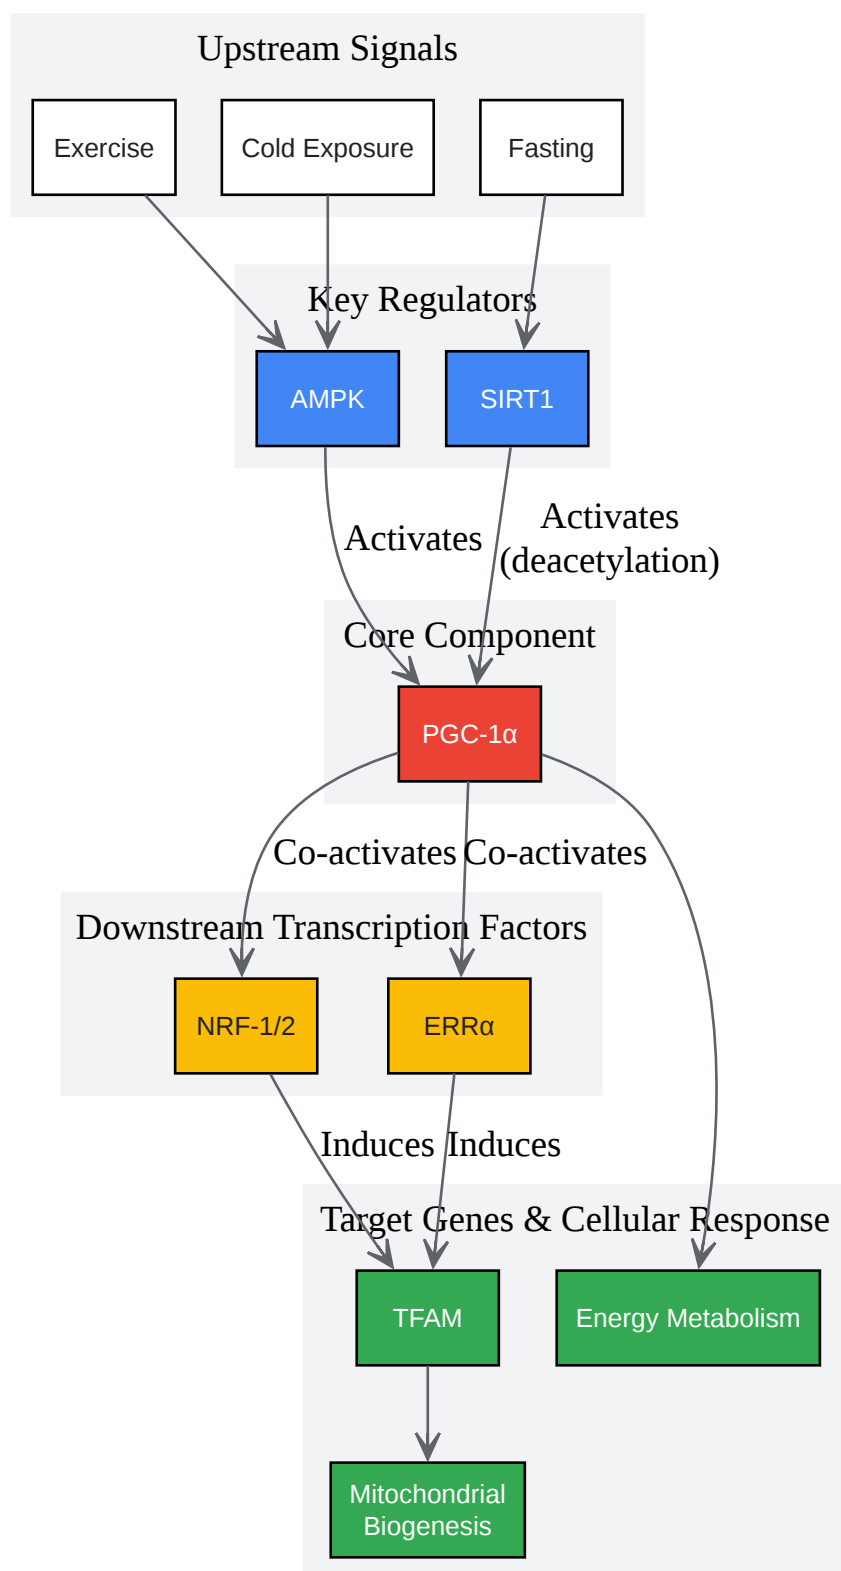 Upstream Signals
Exercise
Cold Exposure
Fasting
Key Regulators
AMPK
SIRT1
Activates
Activates
(deacetylation)
Core Component
PGC-1α
Co-activates
Co-activates
Downstream Transcription Factors
NRF-1/2
ERRα
Induces
Induces
Target Genes & Cellular Response
TFAM
Energy Metabolism
Mitochondrial
Biogenesis